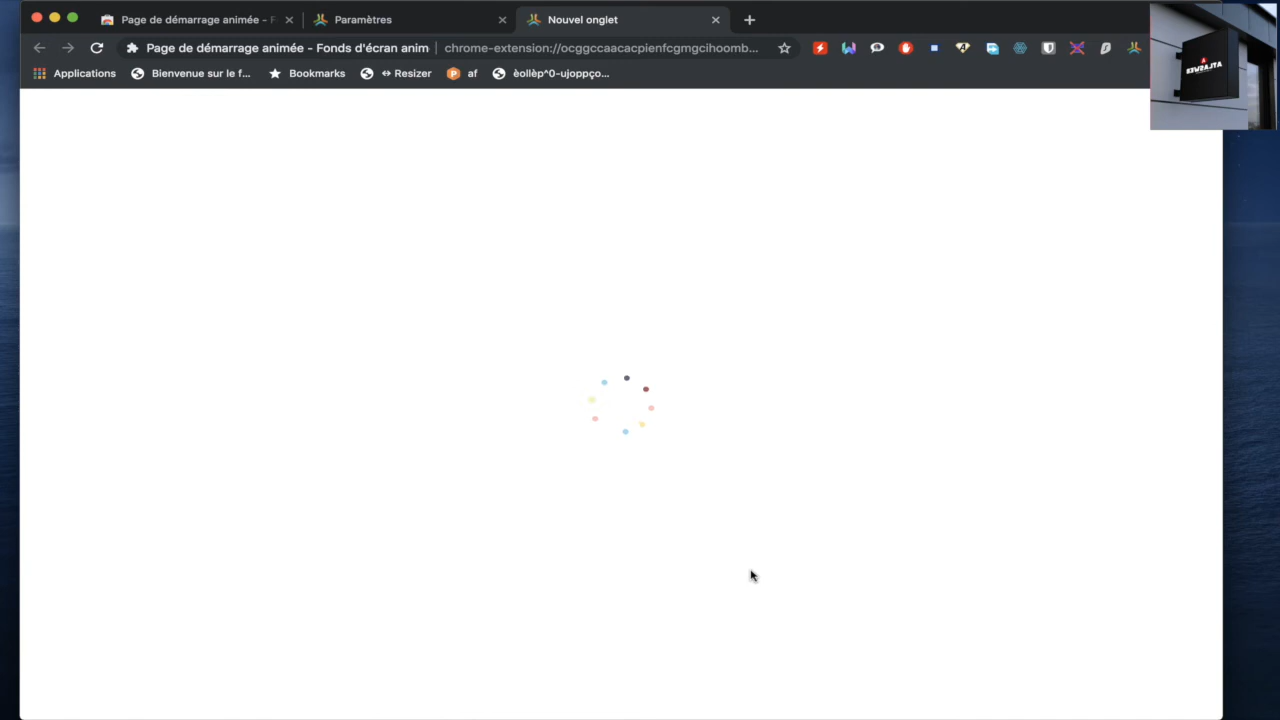 Page de démarrage animée - F
Paramètres
Nouvel onglet
Page de démarrage animée - Fonds d'écran anim
chrome-extension://ocggccaacacpienfcgmgcihoomb...
Applications
Bienvenue sur le f...
Bookmarks
Resizer
af
èollèp^0-ujoppço...
ATLASWEB